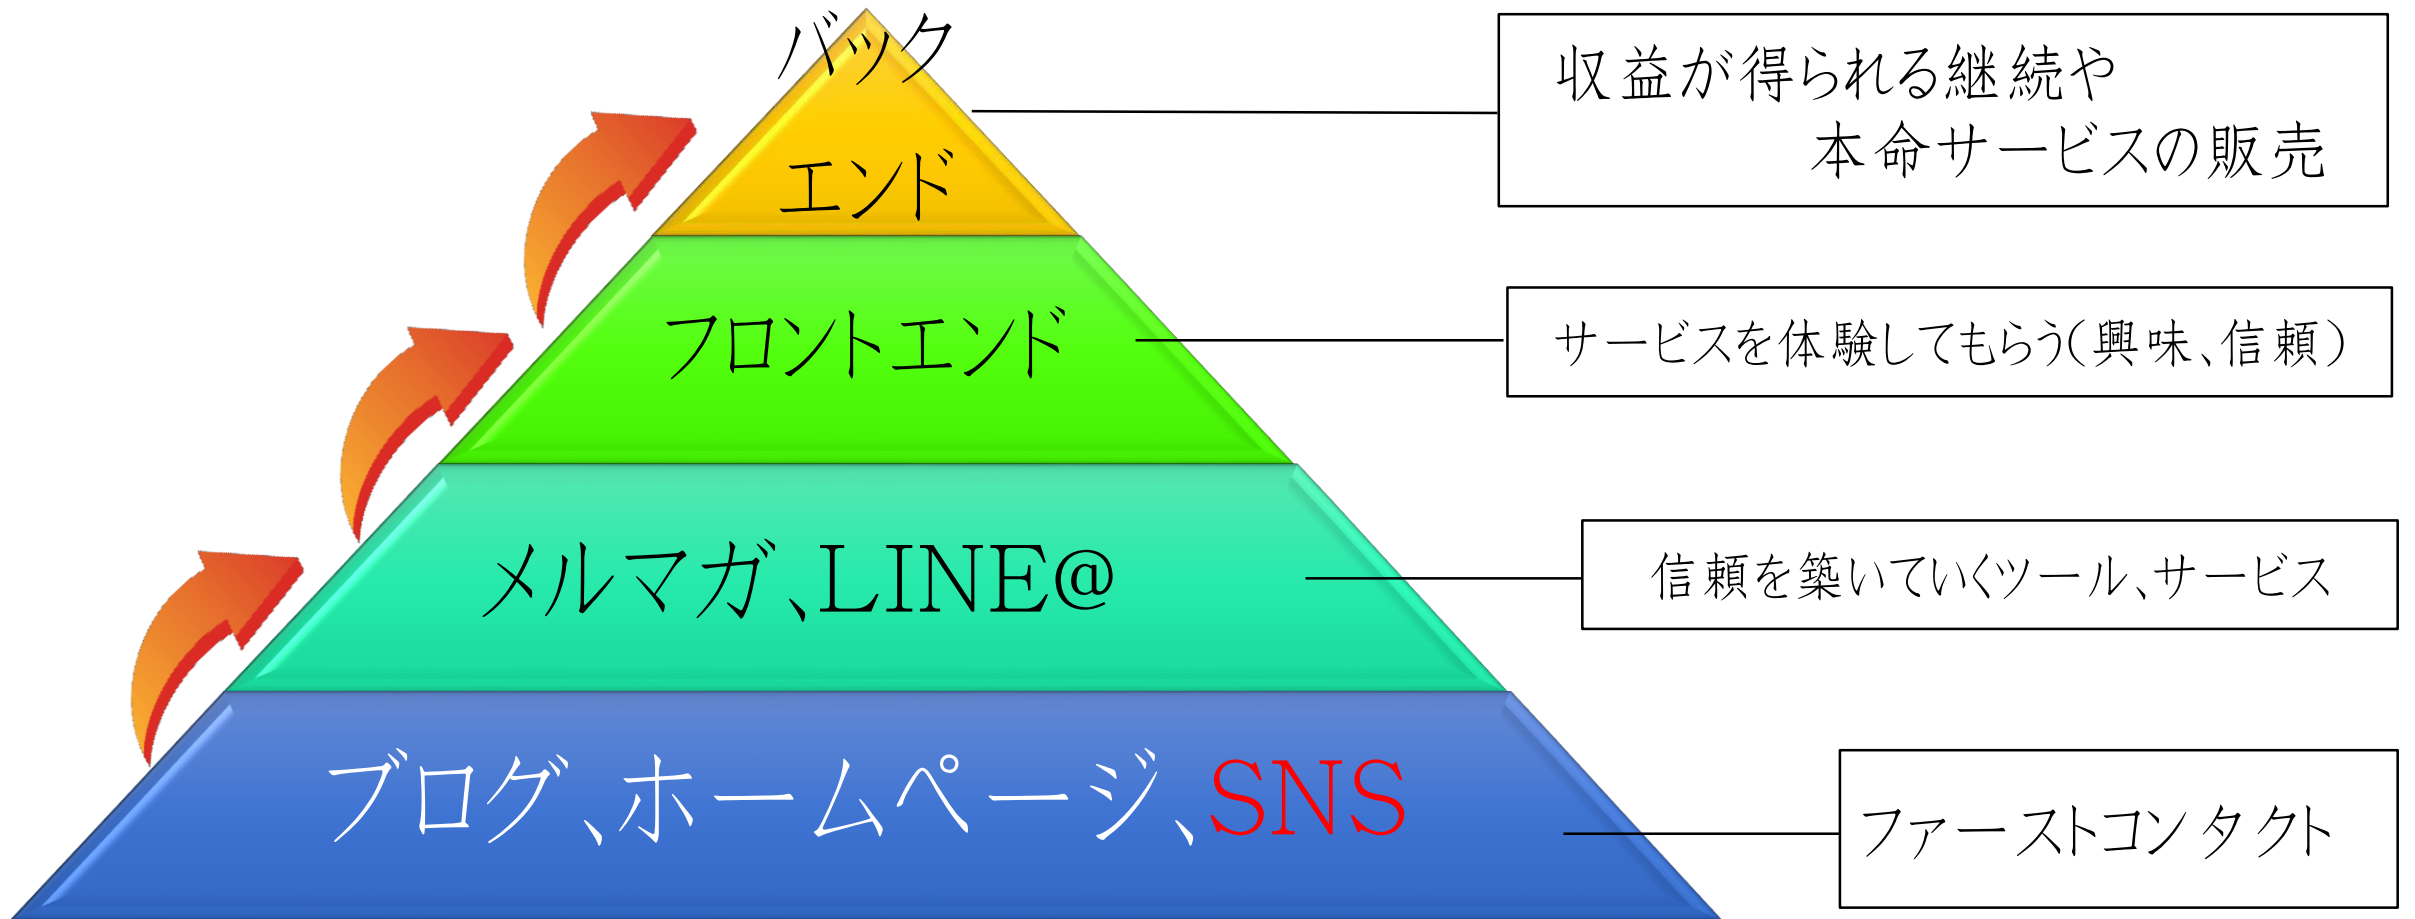 バック
エンド
収益が得られる継続や
本命サービスの販売
フロントエンド
サービスを体験してもらう(興味、信頼)
メルマガ、LINE@
信頼を築いていくツール、サービス
ブログ、ホームページ、SNS
ファーストコンタクト